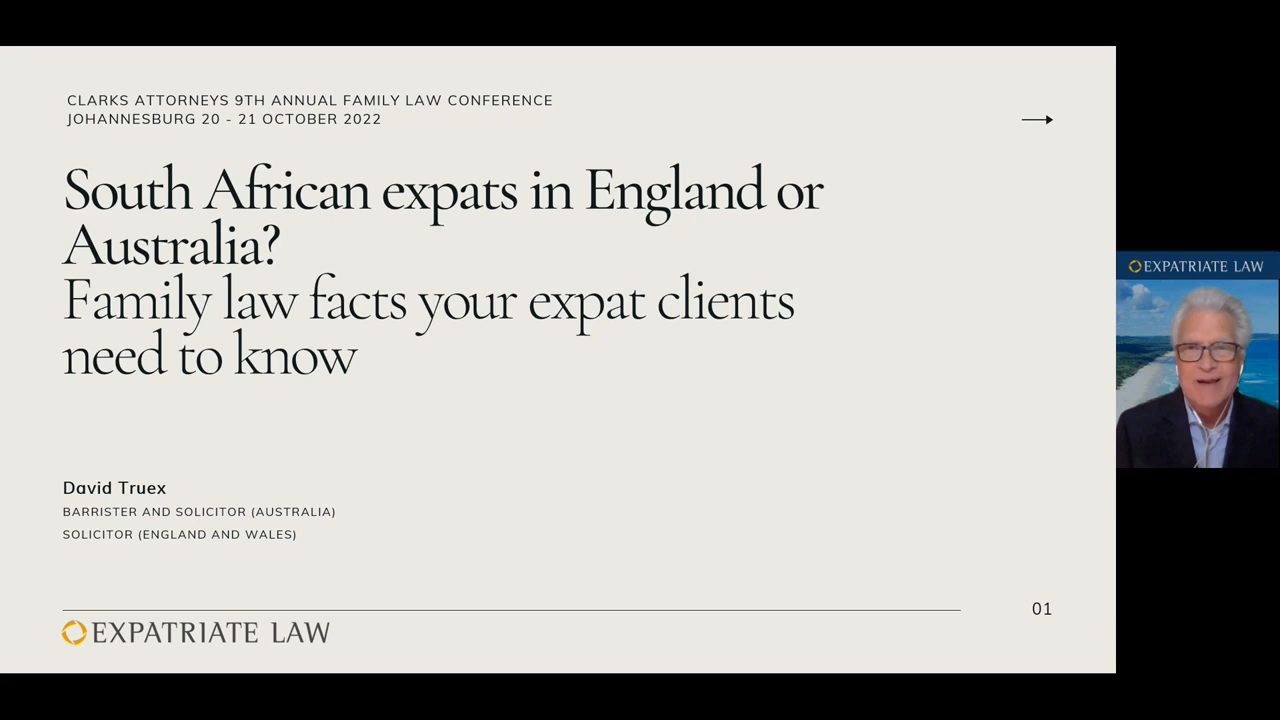 CLARKS ATTORNEYS 9TH ANNUAL FAMILY LAW CONFERENCE
JOHANNESBURG 20 - 21 OCTOBER 2022
South African expats in England or
Australia?
Family law facts your expat clients
need to know
David Truex
BARRISTER AND SOLICITOR (AUSTRALIA)
SOLICITOR (ENGLAND AND WALES)
01
EXPATRIATE LAW
EXPATRIATE LAW